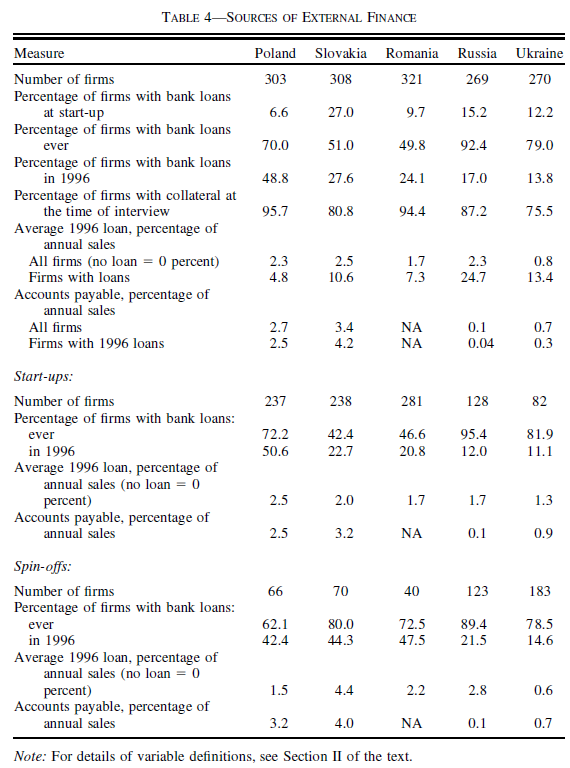 TABLE 4—SOURCES OF EXTERNAL FINANCE
Measure Poland Slovakia Romania Russia Ukraine
Number of firms 303 308 321 269 270
Percentage of firms with bank loans
at start-up 6.6 27.0 9.7 15.2 12.2
Percentage of firms with bank loans
ever 70.0 51.0 49.8 92.4 79.0
Percentage of firms with bank loans
in 1996 48.8 27.6 24.1 17.0 13.8
Percentage of firms with collateral at
the time of interview 95.7 80.8 94.4 87.2 75.5
Average 1996 loan, percentage of
annual sales
All firms (no loan = 0 percent) 2.3 2.5 1.7 2.3 0.8
Firms with loans 4.8 10.6 7.3 24.7 13.4
Accounts payable, percentage of
annual sales
All firms 2.7 3.4 NA 0.1 0.7
Firms with 1996 loans 2.5 4.2 NA 0.04 0.3
Start-ups:
Number of firms 237 238 281 128 82
Percentage of firms with bank loans:
ever 72.2 42.4 46.6 95.4 81.9
in 1996 50.6 22.7 20.8 12.0 11.1
Average 1996 loan, percentage of
annual sales (no loan = 0
percent) 2.5 2.0 1.7 1.7 1.3
Accounts payable, percentage of
annual sales 2.5 3.2 NA 0.1 0.9
Spin-offs:
Number of firms 66 70 40 123 183
Percentage of firms with bank loans:
ever 62.1 80.0 72.5 89.4 78.5
in 1996 42.4 44.3 47.5 21.5 14.6
Average 1996 loan, percentage of
annual sales (no loan = 0
percent) 1.5 4.4 2.2 2.8 0.6
Accounts payable, percentage of
annual sales 3.2 4.0 NA 0.1 0.7
Note: For details of variable definitions, see Section II of the text.